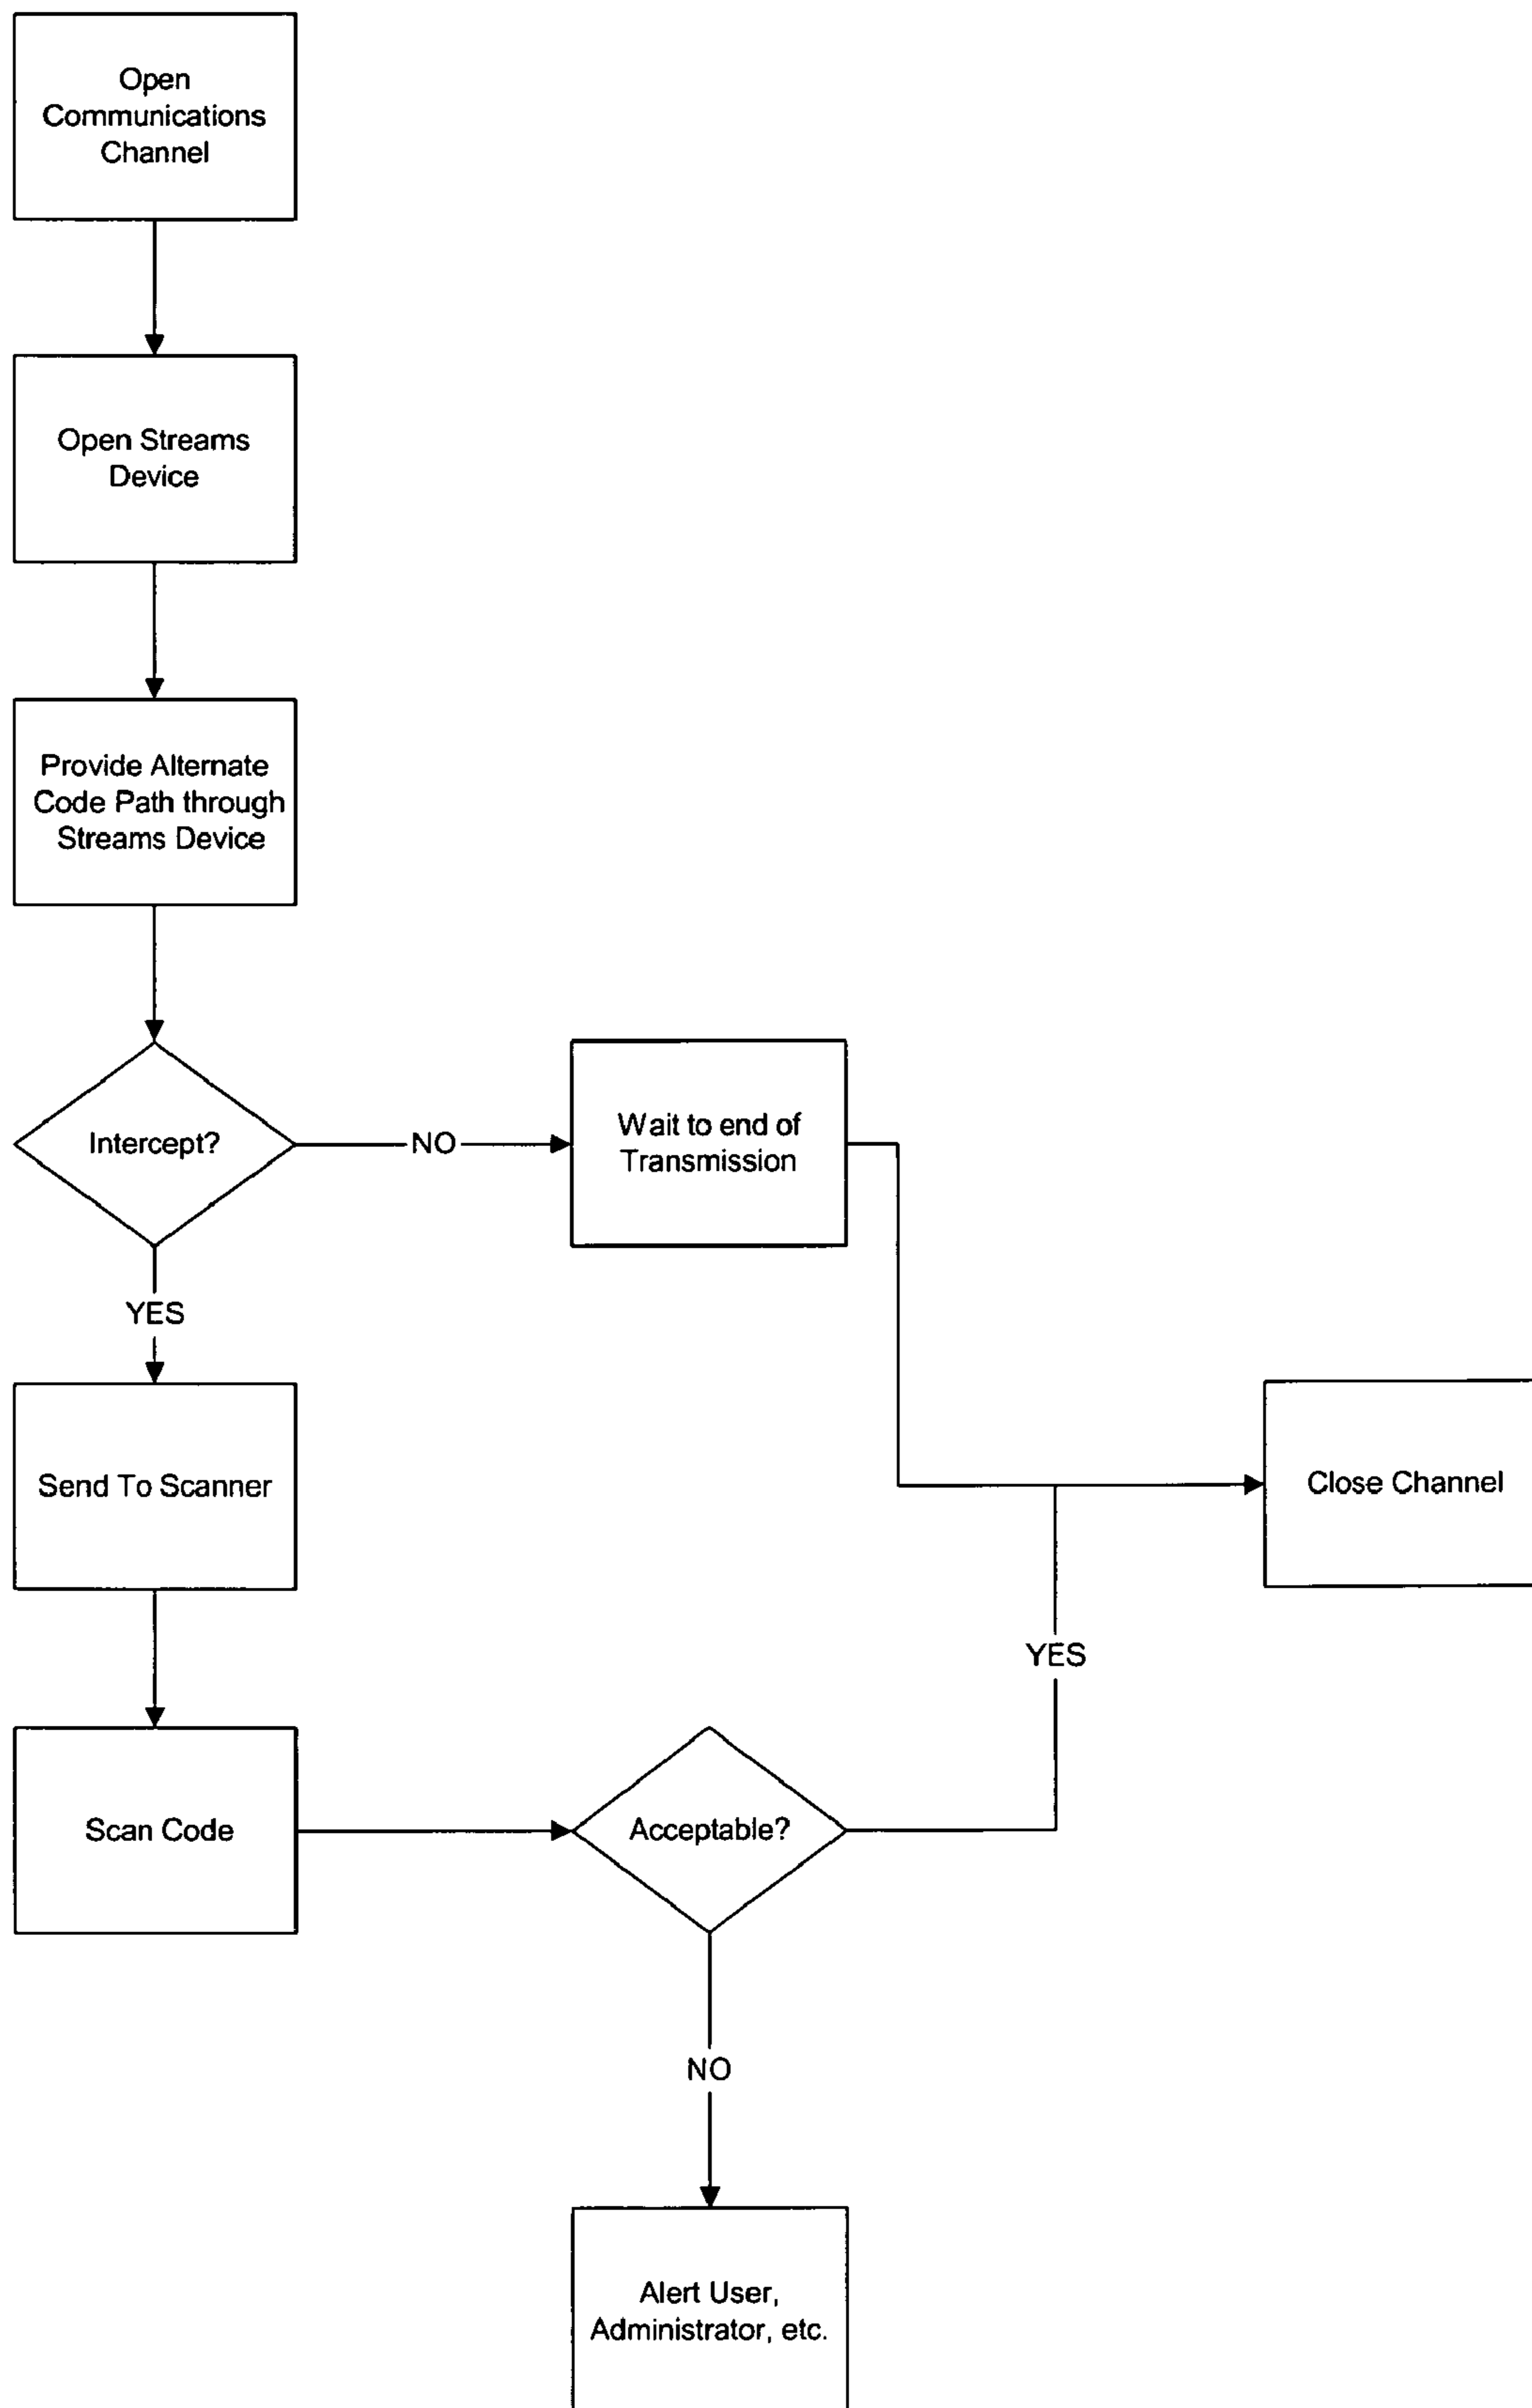 Open
Communications
Channel
Open Streams
Device
Provide Alternate
Code Path through
Streams Device
Intercept?
NO
Wait to end of
Transmission
YES
Send To Scanner
Close Channel
YES
Scan Code
Acceptable?
NO
Alert User,
Administrator, etc.